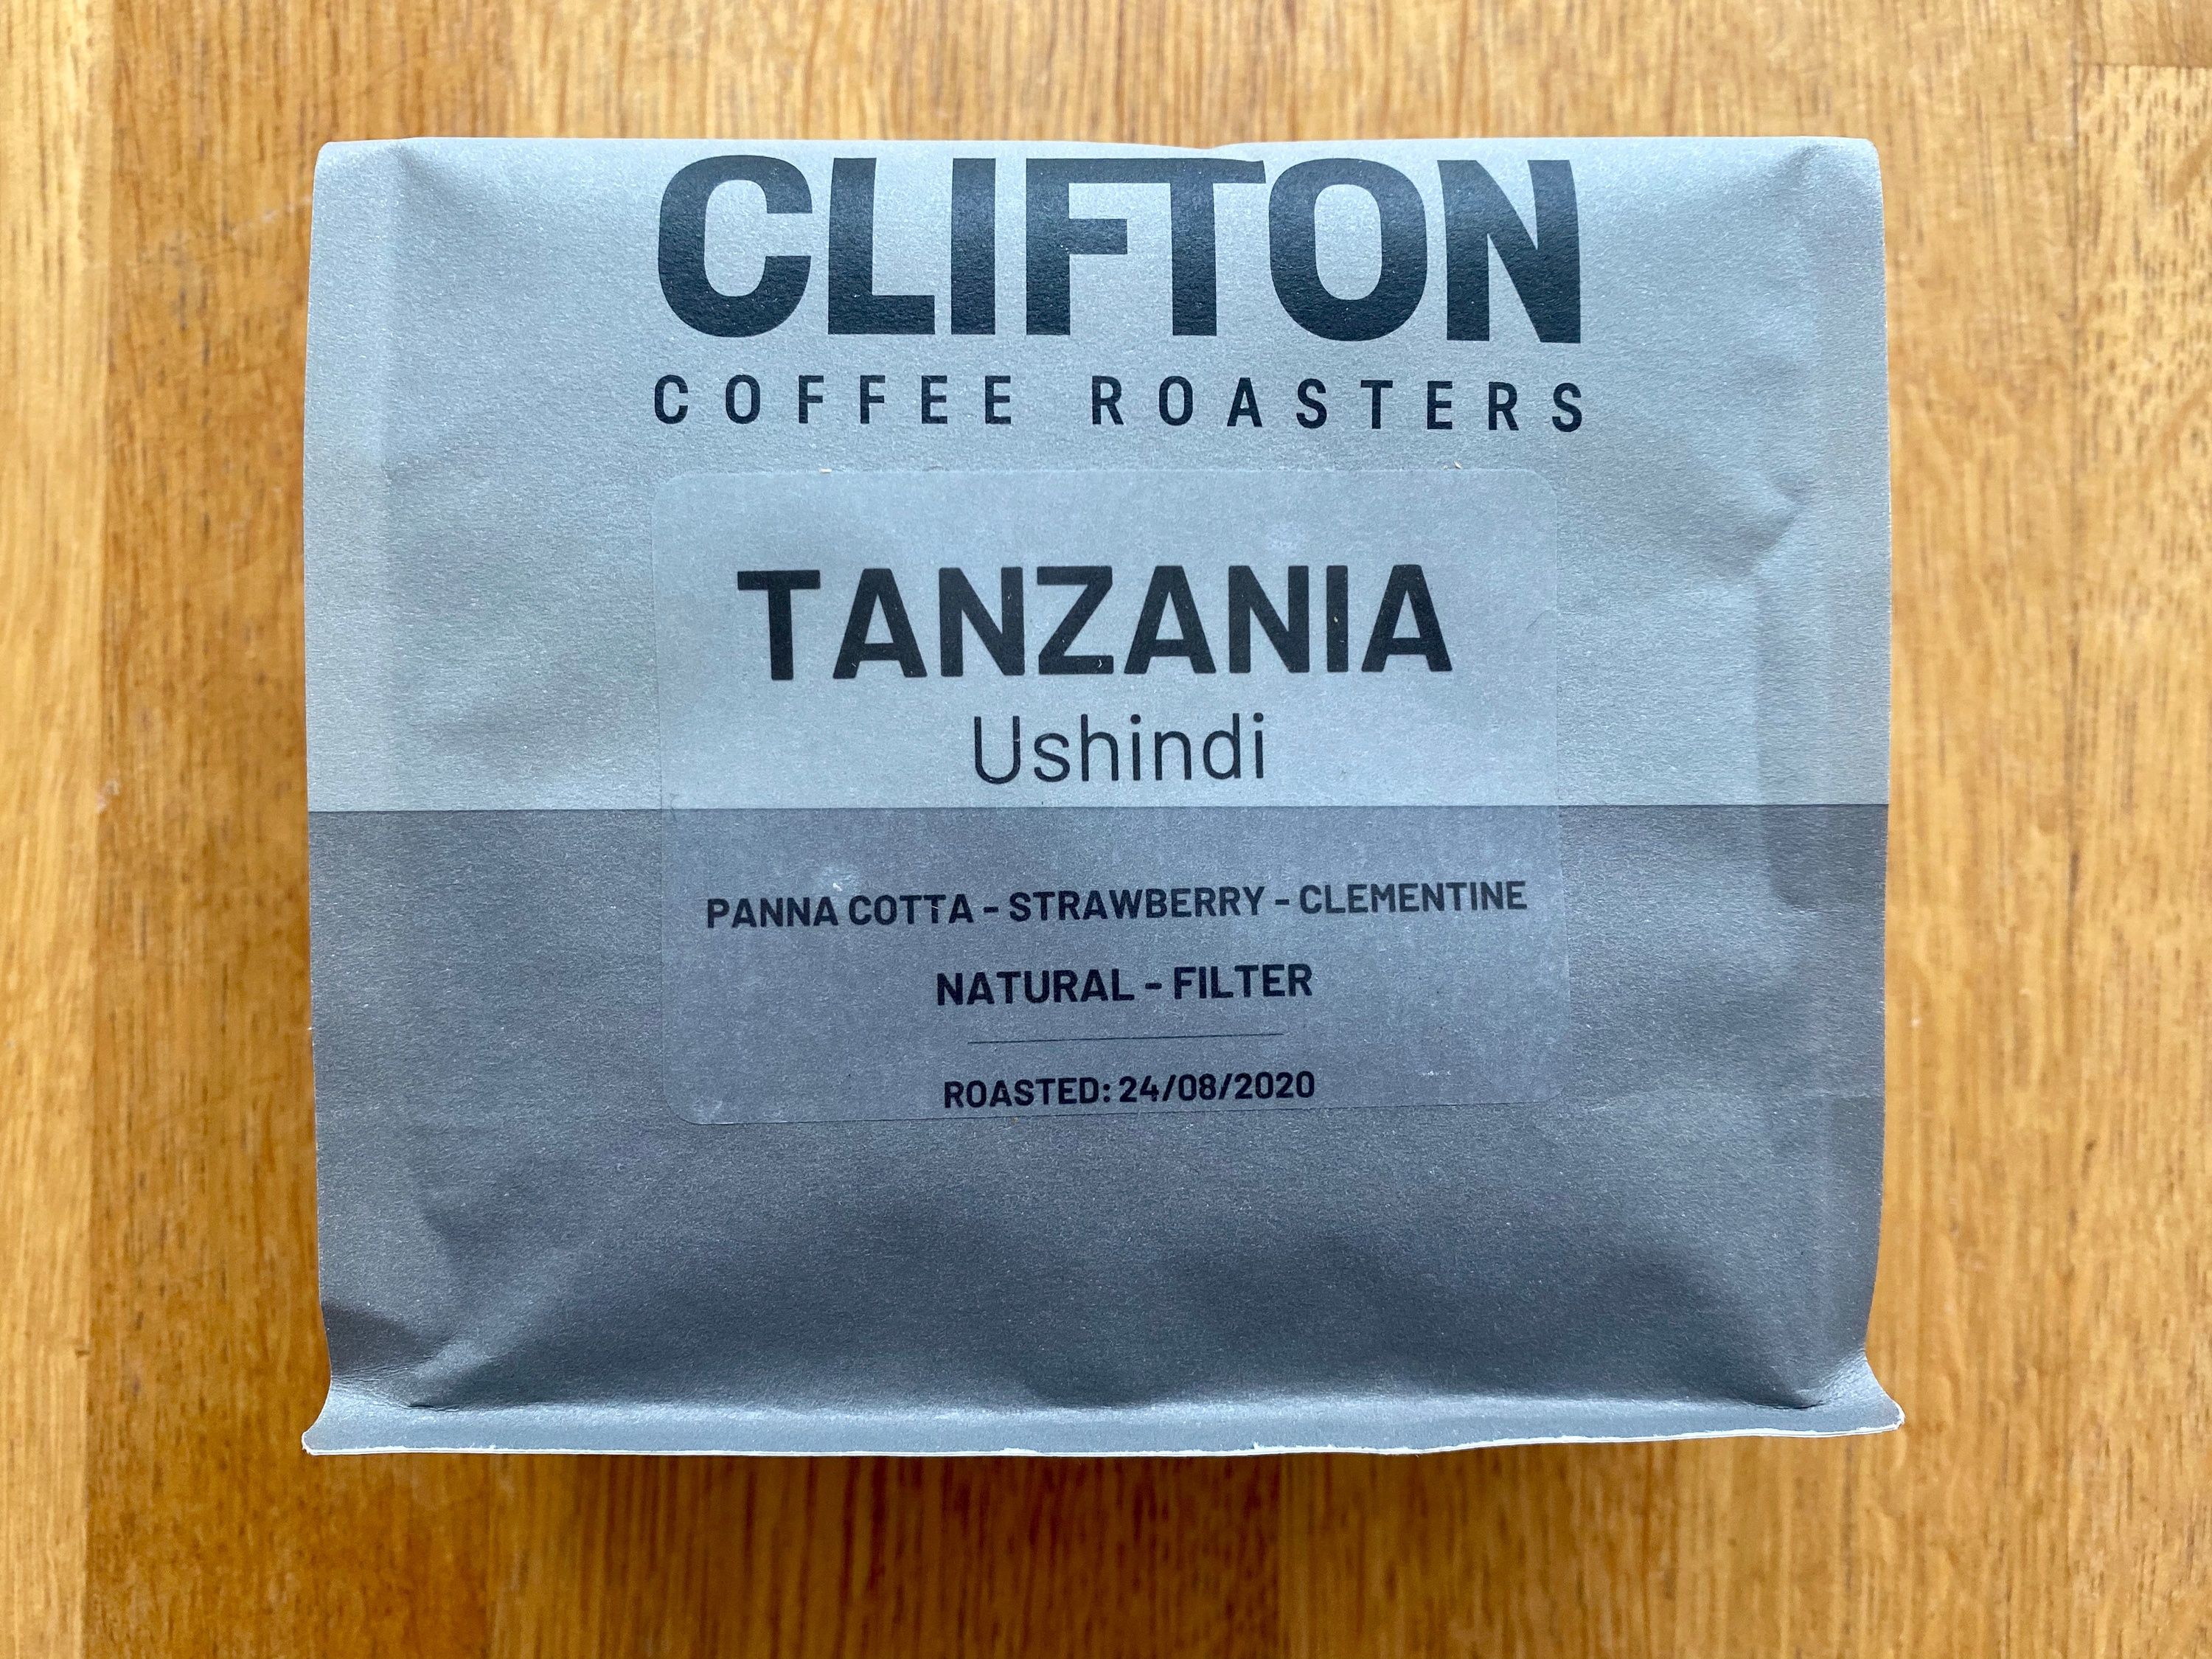 CLIFTON
COFFEE ROASTERS
TANZANIA
Ushindi
PANNA COTTA - STRAWBERRY - CLEMENTINE
NATURAL - FILTER
ROASTED: 24/08/2020